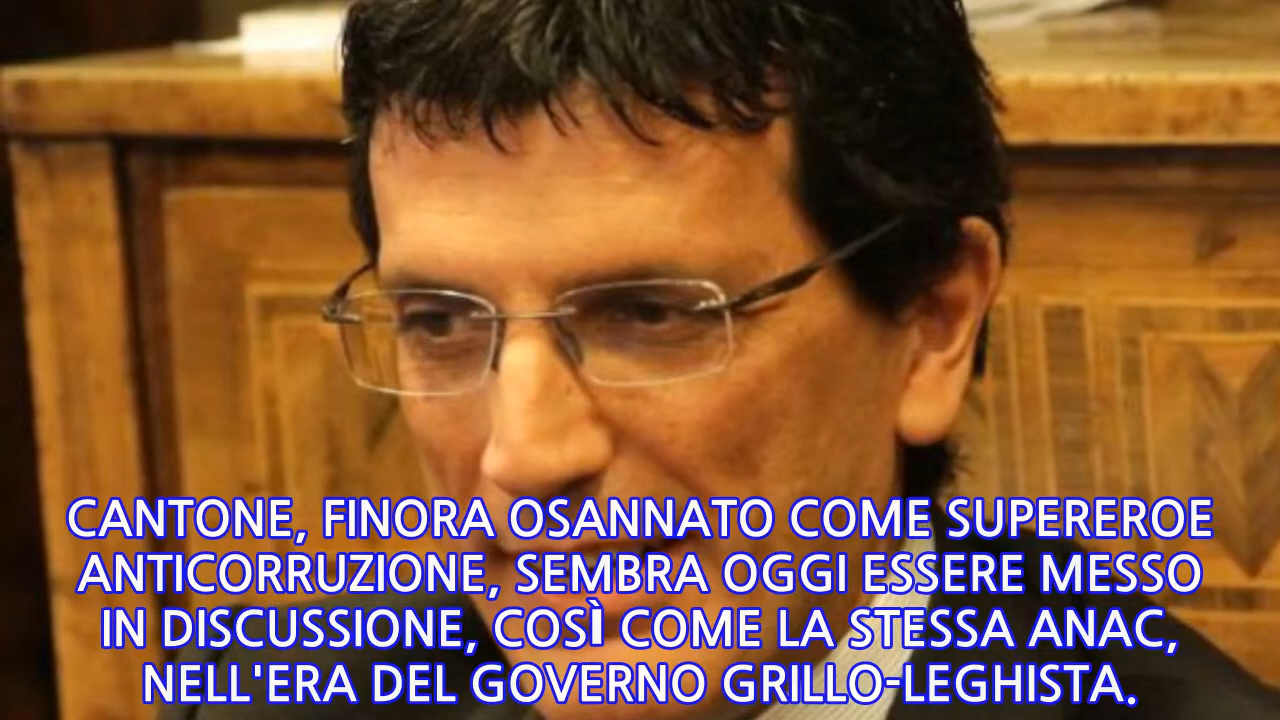 CANTONE, FINORA OSANNATO COME SUPEREROE
ANTICORRUZIONE, SEMBRA OGGI ESSERE MESSO
IN DISCUSSIONE, COSÌ COME LA STESSA ANAC,
NELL'ERA DEL GOVERNO GRILLO-LEGHISTA.